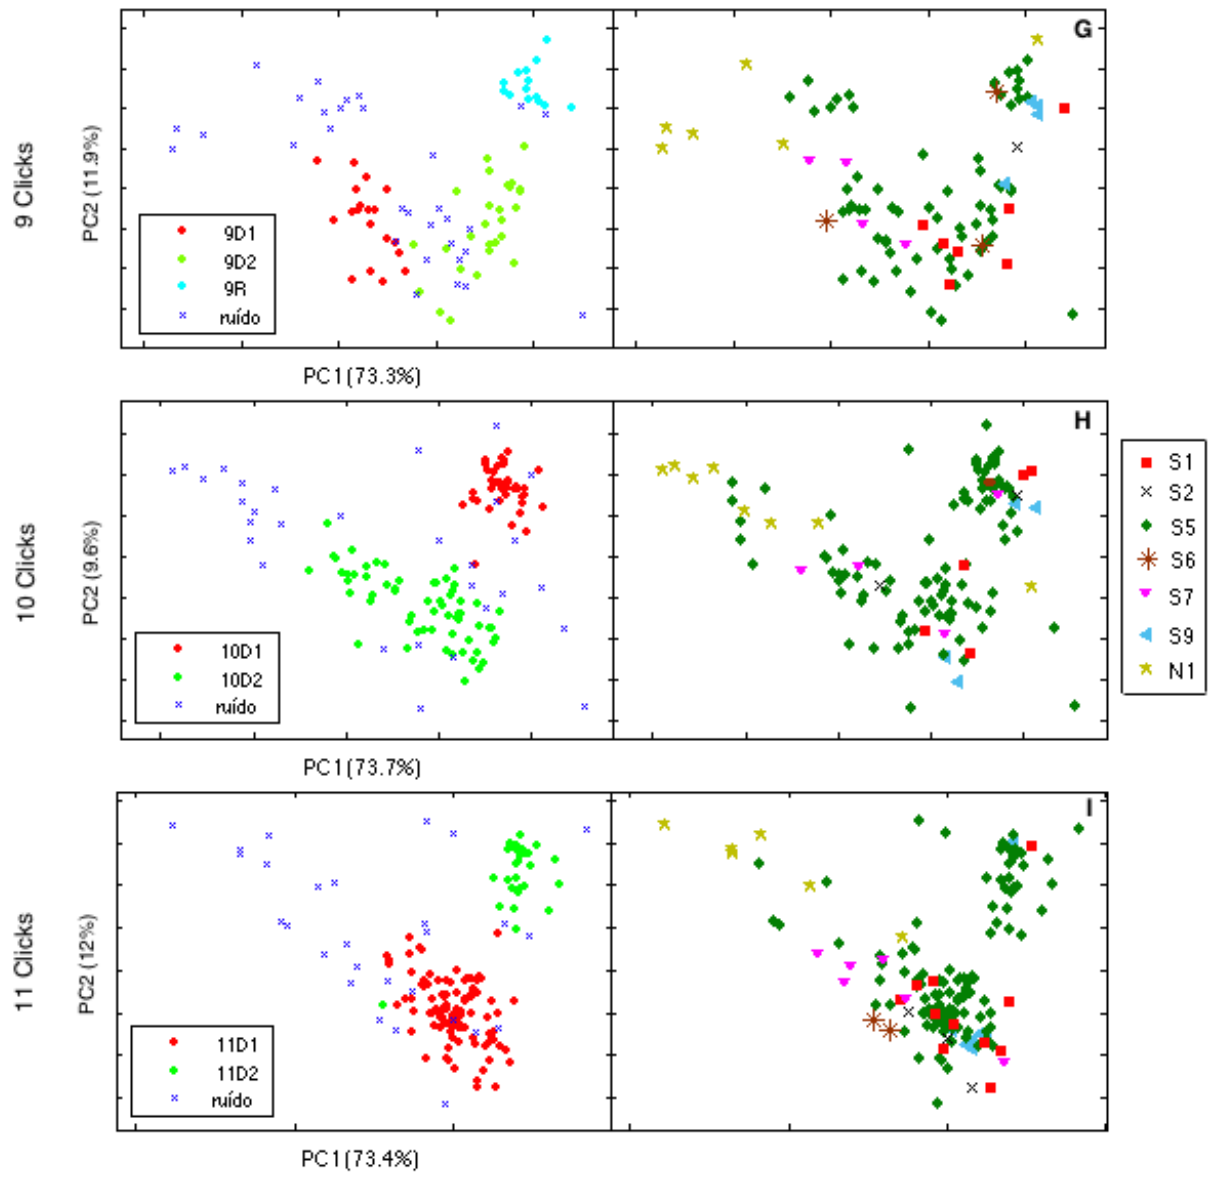 9 Clicks
PC2 (11.9%)
9D1
9D2
9R
ruído
G
PC1(73.3%)
10 Clicks
PC2 (9.6%)
10D1
10D2
ruído
H
PC1(73.7%)
S1
S2
S5
S6
S7
S9
N1
11 Clicks
PC2 (12%)
11D1
11D2
ruído
I
PC1(73.4%)